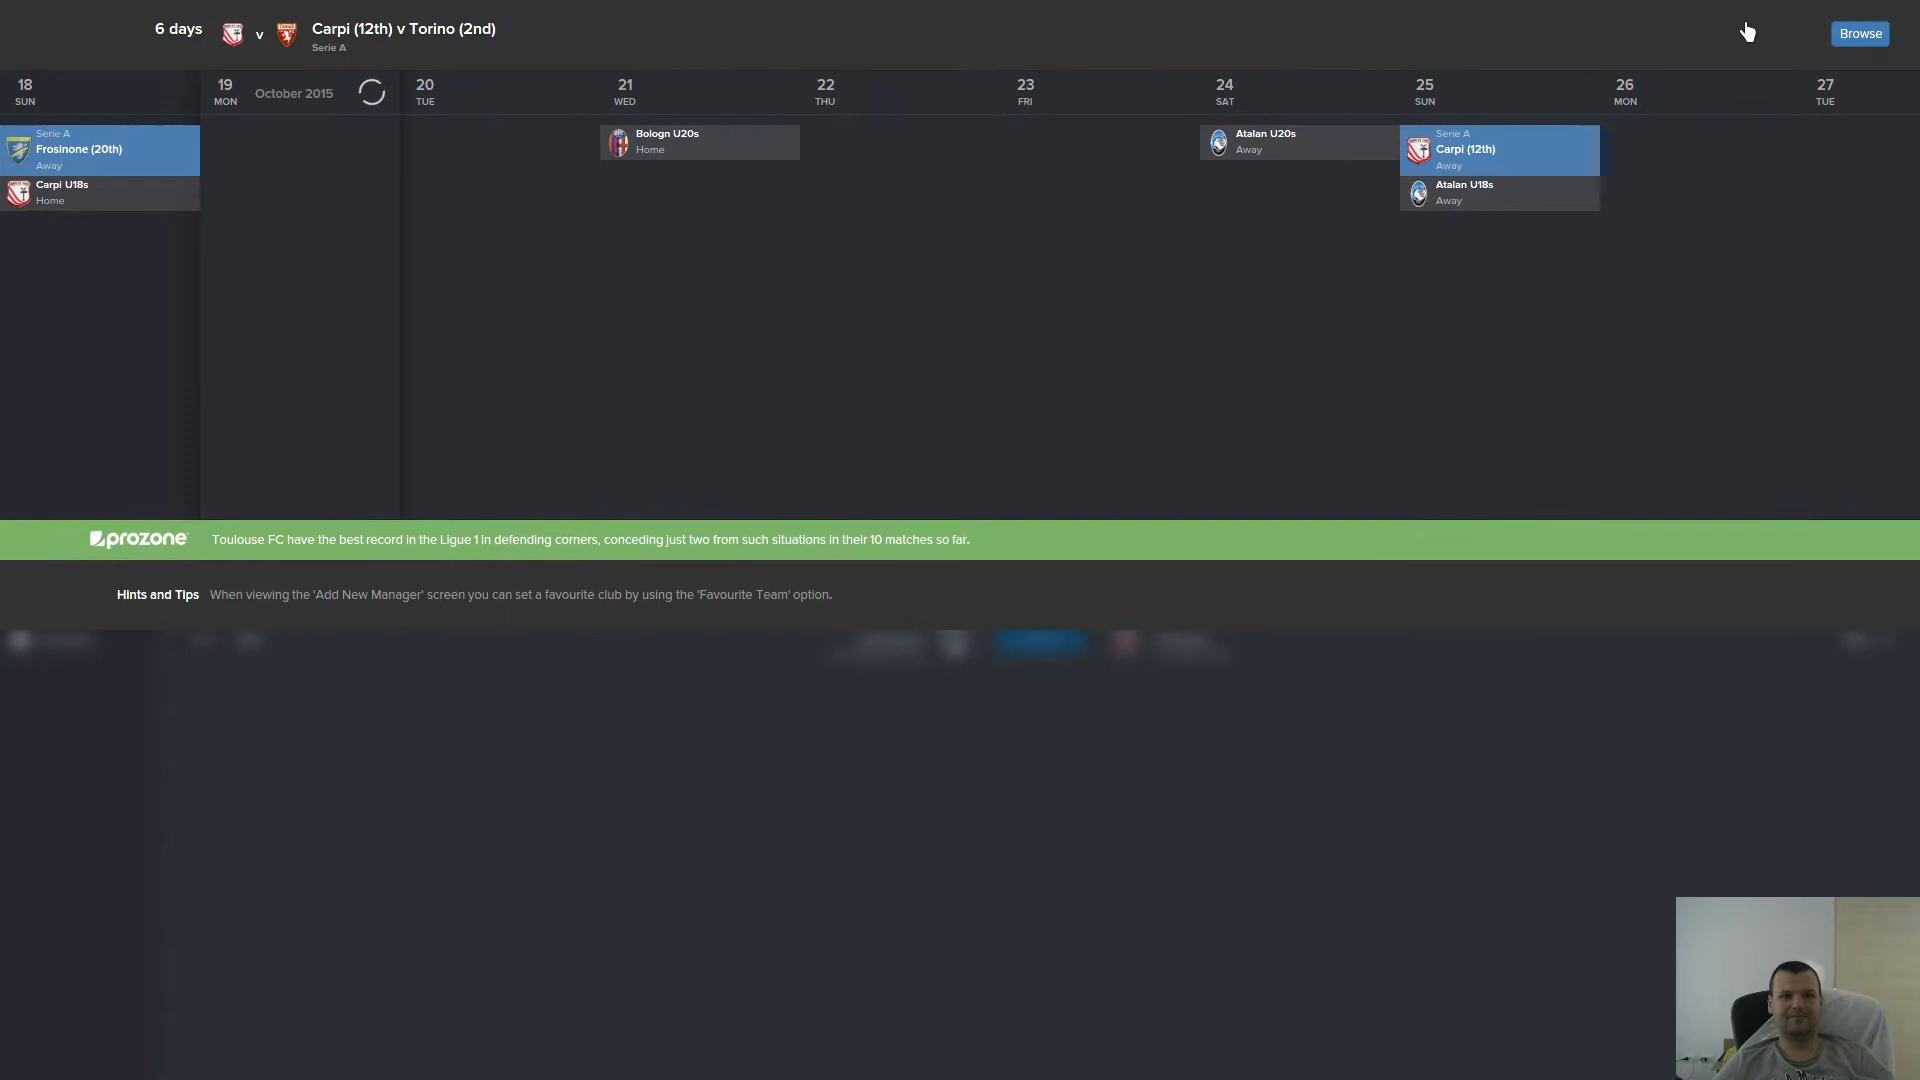 6 days
v
Carpi (12th) v Torino (2nd)
Serie A
Browse
18
SUN
19
MON
October 2015
20
TUE
21
WED
22
THU
23
FRI
24
SAT
25
SUN
26
MON
27
TUE
Serie A
Frosinone (20th)
Away
Carpi U18s
Home
Bologn U20s
Home
Atalan U20s
Away
Serie A
Carpi (12th)
Away
Atalan U18s
Away
prozone
Toulouse FC have the best record in the Ligue 1 in defending corners, conceding just two from such situations in their 10 matches so far.
Hints and Tips
When viewing the 'Add New Manager' screen you can set a favourite club by using the 'Favourite Team' option.